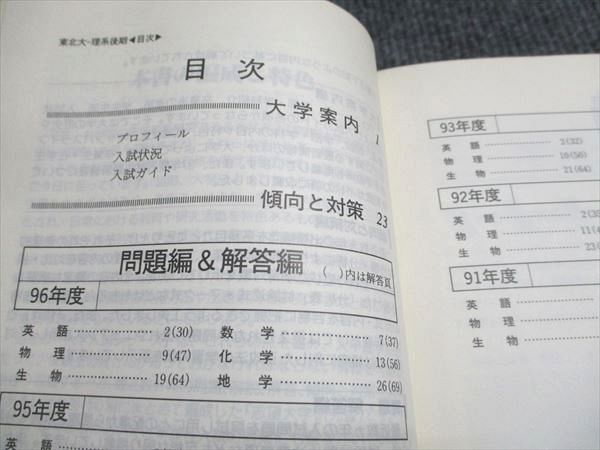 東北大-理系後期◀目次▶
目次
大学案内 1
プロフィール
入試状況
入試ガイド
傾向と対策 23
問題編&解答編 ( )内は解答頁
96年度
英語 ……… 2(30) 数学 ……… 7(37)
物理 ……… 9(47) 化学 ……… 13(56)
生物 ……… 19(64) 地学 ……… 26(69)
95年度
英語
93年度
英語 ……… 2(32)
物理 ……… 10(56)
生物 ……… 21(64)
92年度
英語 ……… 2(35
物理 ……… 11(4
生物 ……… 23(
91年度
英語 ………
物理 ………
生物 ………